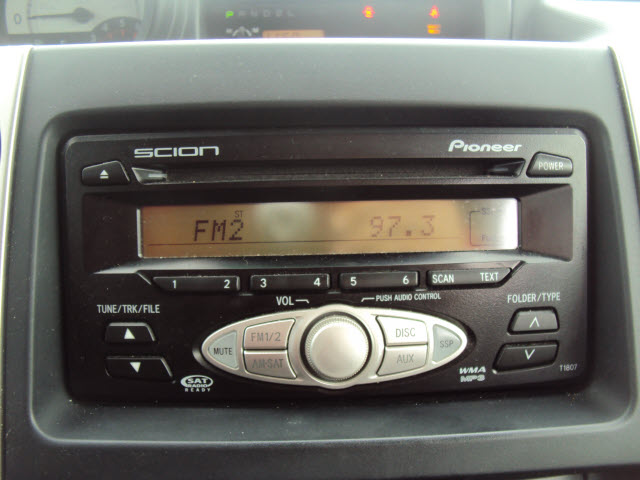 0
P R N D L
SCION
Pioneer
POWER
ST
FM2 97.3
1 2 3 4 5 6 SCAN TEXT
VOL
PUSH AUDIO CONTROL
TUNE/TRK/FILE
FOLDER/TYPE
MUTE
FM1/2
AM·SAT
DISC
AUX
SSP
SAT
RADIO
READY
WMA
MP3
T1807